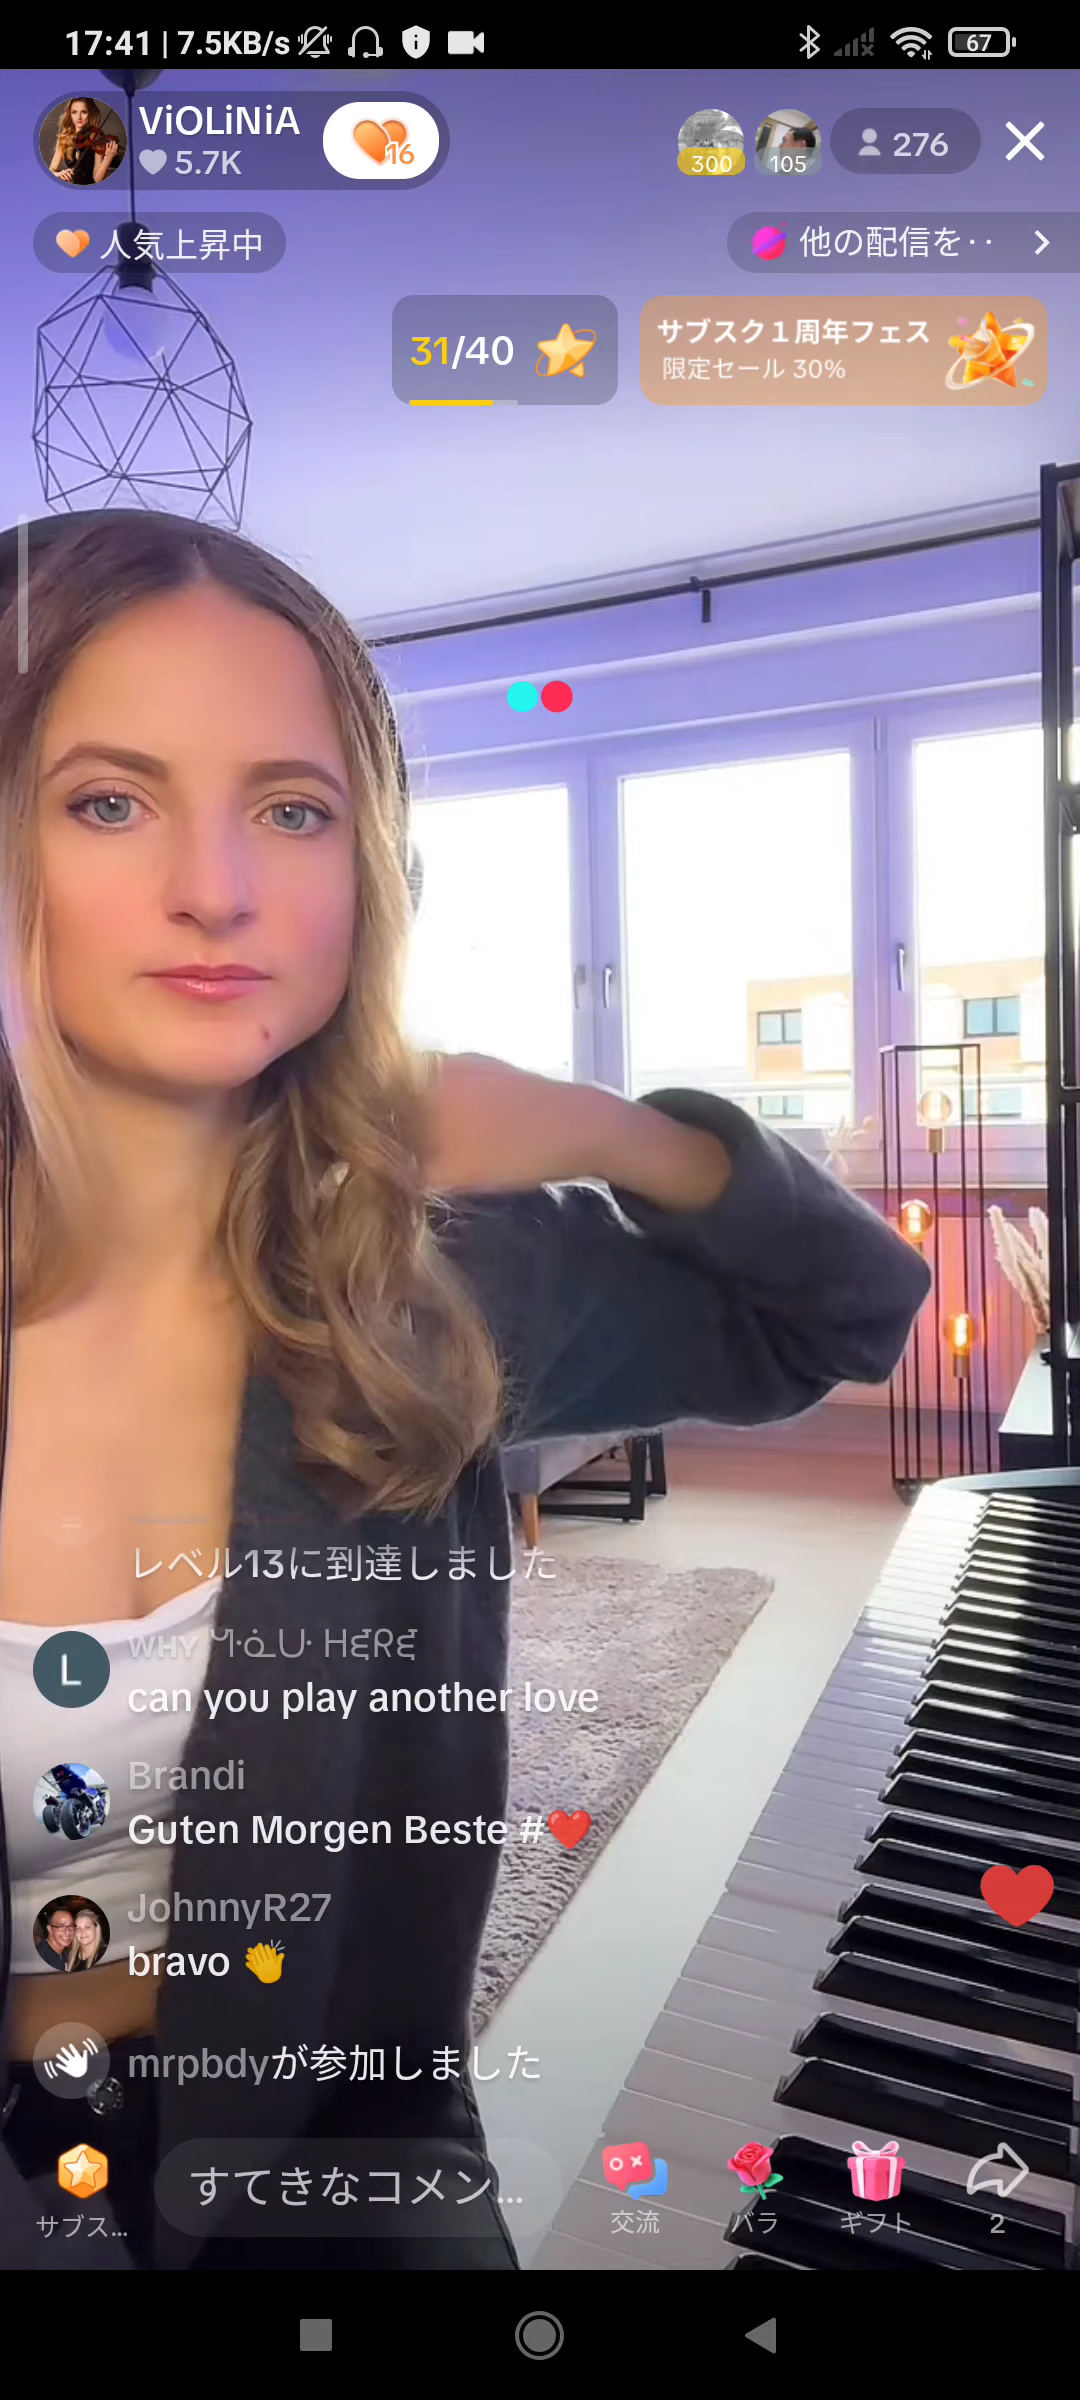 17:41 | 7.5KB/s
67
ViOLiNiA
5.7K
16
300
105
276
人気上昇中
他の配信を··
31/40
サブスク1周年フェス
限定セール 30%
レベル13に到達しました
WHY
can you play another love
Brandi
Guten Morgen Beste #❤️
JohnnyR27
bravo 👏
mrpbdyが参加しました
L
サブス...
すてきなコメン...
交流
バラ
ギフト
2